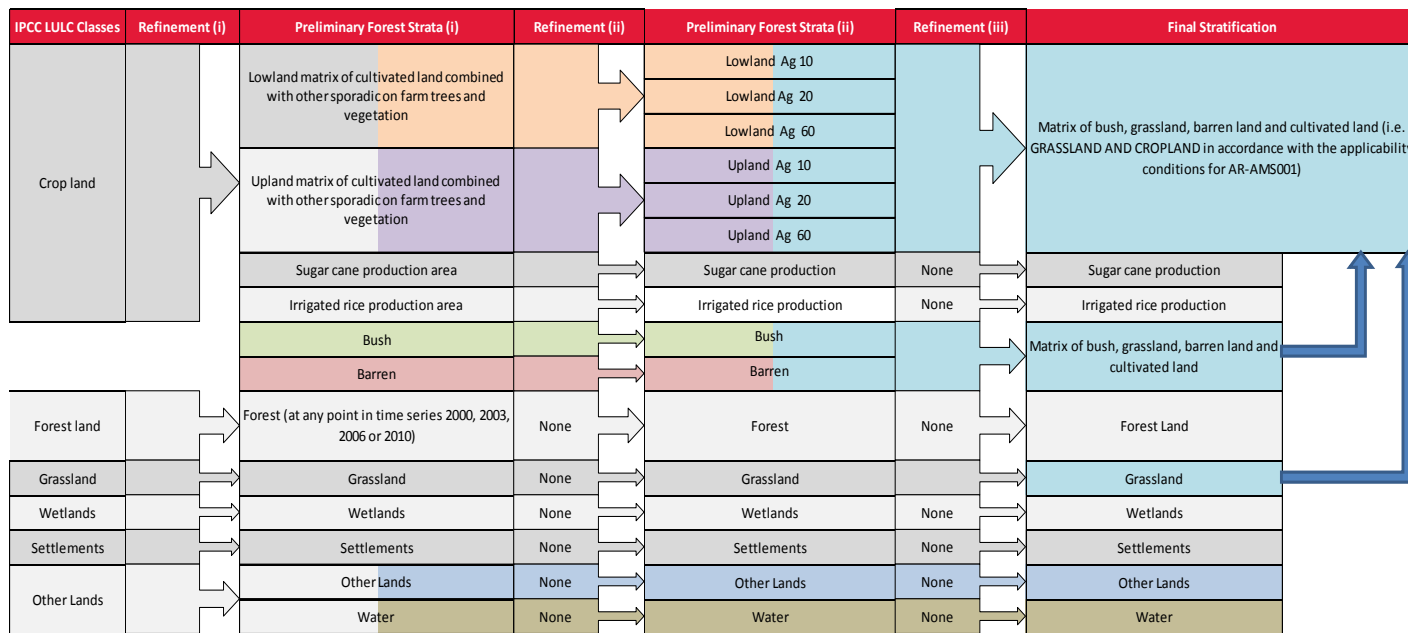 IPCC LULC Classes Refinement (i) Preliminary Forest Strata (i) Refinement (ii) Preliminary Forest Strata (ii) Refinement (iii) Final Stratification
Crop land
Lowland matrix of cultivated land combined
with other sporadic on farm trees and
vegetation
Lowland Ag 10
Lowland Ag 20
Lowland Ag 60
Upland matrix of cultivated land combined
with other sporadic on farm trees and
vegetation
Upland Ag 10
Upland Ag 20
Upland Ag 60
Matrix of bush, grassland, barren land and cultivated land (i.e.
GRASSLAND AND CROPLAND in accordance with the applicability
conditions for AR-AMS001)
Sugar cane production area Sugar cane production None Sugar cane production
Irrigated rice production area Irrigated rice production None Irrigated rice production
Bush Bush
Barren Barren
Matrix of bush, grassland, barren land and
cultivated land
Forest land
Forest (at any point in time series 2000, 2003,
2006 or 2010)
None Forest None Forest Land
Grassland Grassland None Grassland Grassland
Wetlands Wetlands None Wetlands None Wetlands
Settlements Settlements None Settlements None Settlements
Other Lands
Other Lands None Other Lands None Other Lands
Water None Water None Water